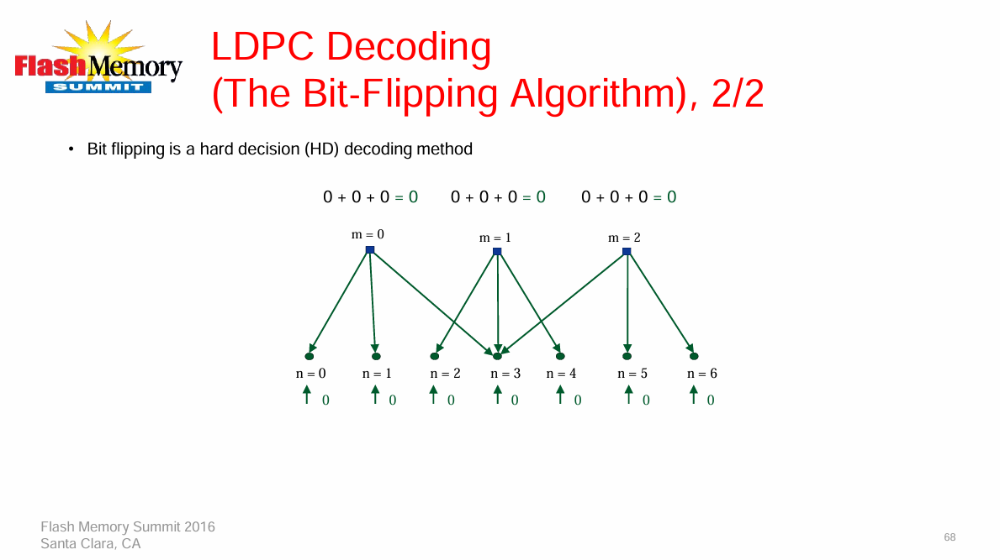 FlashMemory
SUMMIT
LDPC Decoding
(The Bit-Flipping Algorithm), 2/2
• Bit flipping is a hard decision (HD) decoding method
0 + 0 + 0 = 0 0 + 0 + 0 = 0 0 + 0 + 0 = 0
m = 0 m = 1 m = 2
n = 0 n = 1 n = 2 n = 3 n = 4 n = 5 n = 6
0 0 0 0 0 0 0
Flash Memory Summit 2016
Santa Clara, CA
68